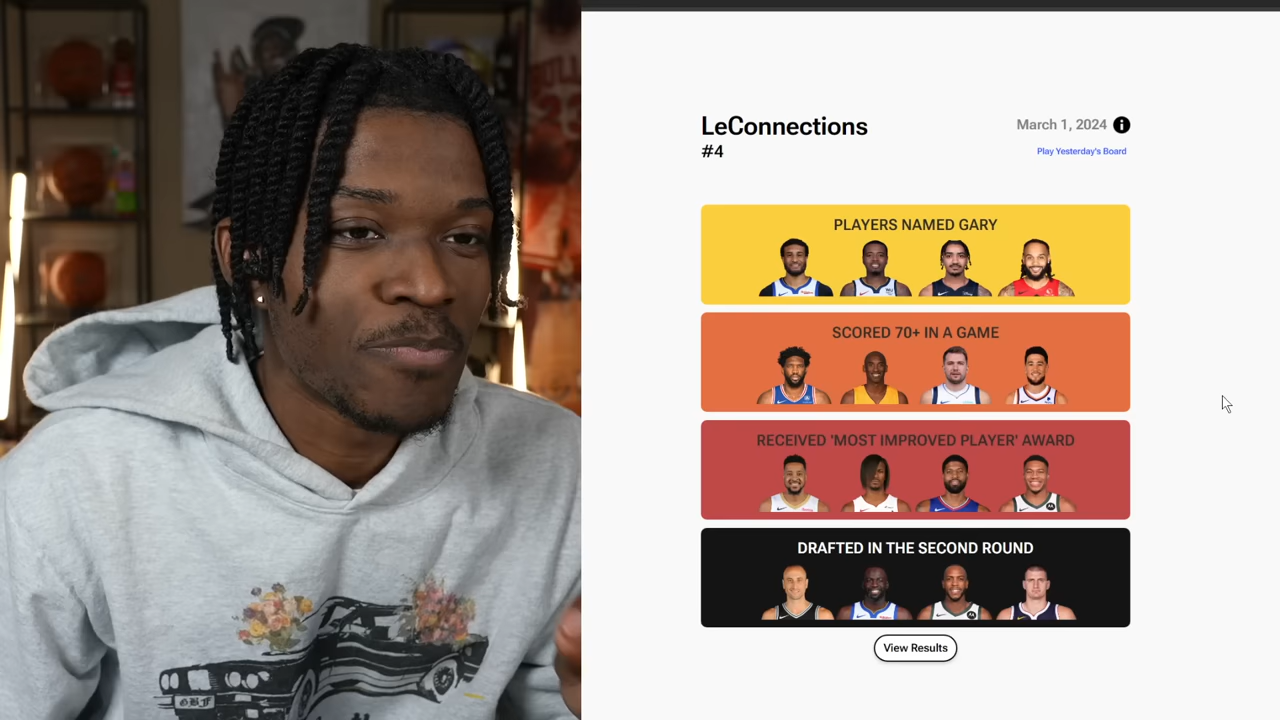 LeConnections
March 1, 2024
#4
Play Yesterday's Board
PLAYERS NAMED GARY
SCORED 70+ IN A GAME
RECEIVED 'MOST IMPROVED PLAYER' AWARD
DRAFTED IN THE SECOND ROUND
View Results
GBF